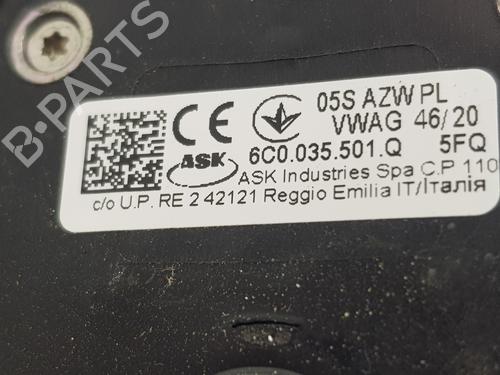 05S AZW PL
VWAG 46/20
6C0.035.501.Q 5FQ
ASK
ASK Industries Spa C.P 110
c/o U.P. RE 2 42121 Reggio Emilia IT/Італія
B-PARTS